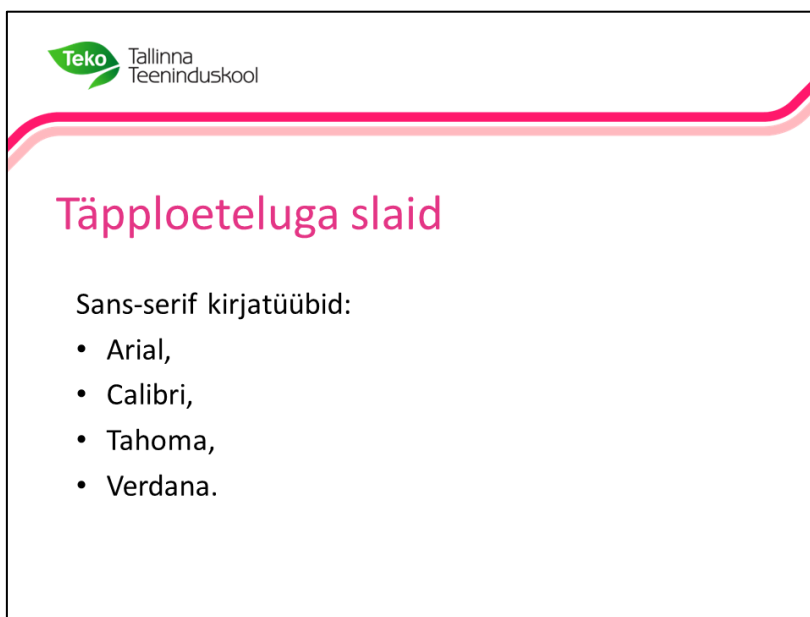 Teko
Tallinna
Teeninduskool
Täpploeteluga slaid
Sans-serif kirjatüübid:
• Arial,
• Calibri,
• Tahoma,
• Verdana.